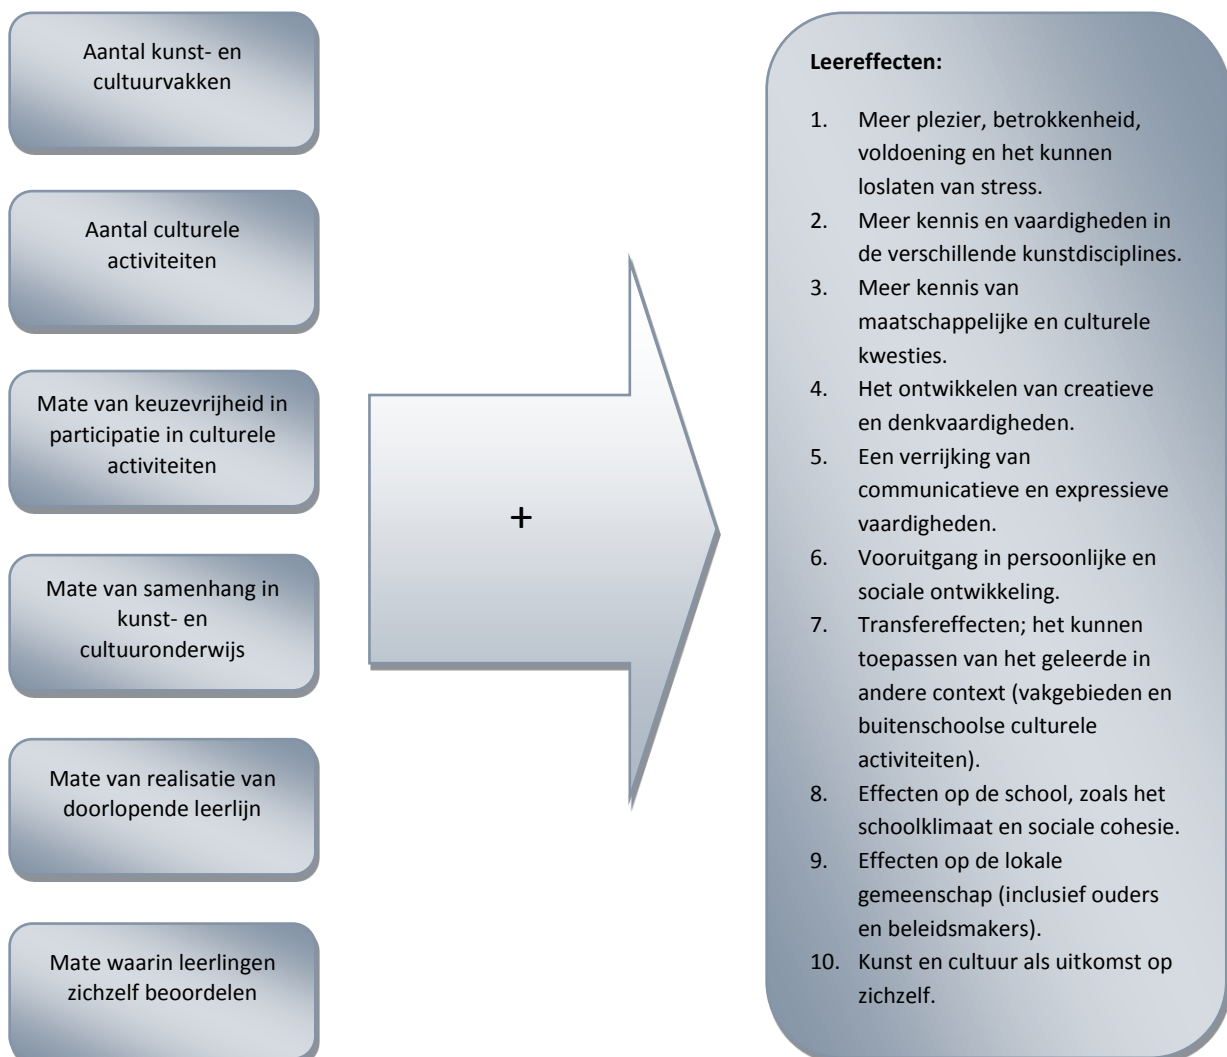 Aantal kunst- en
cultuurvakken
Aantal culturele
activiteiten
Mate van keuzevrijheid in
participatie in culturele
activiteiten
Mate van samenhang in
kunst- en
cultuuronderwijs
Mate van realisatie van
doorlopende leerlijn
Mate waarin leerlingen
zichzelf beoordelen
+
Leereffecten:
1. Meer plezier, betrokkenheid,
voldoening en het kunnen
loslaten van stress.
2. Meer kennis en vaardigheden in
de verschillende kunstdisciplines.
3. Meer kennis van
maatschappelijke en culturele
kwesties.
4. Het ontwikkelen van creatieve
en denkvaardigheden.
5. Een verrijking van
communicatieve en expressieve
vaardigheden.
6. Vooruitgang in persoonlijke en
sociale ontwikkeling.
7. Transfereffecten; het kunnen
toepassen van het geleerde in
andere context (vakgebieden en
buitenschoolse culturele
activiteiten).
8. Effecten op de school, zoals het
schoolklimaat en sociale cohesie.
9. Effecten op de lokale
gemeenschap (inclusief ouders
en beleidsmakers).
10. Kunst en cultuur als uitkomst op
zichzelf.